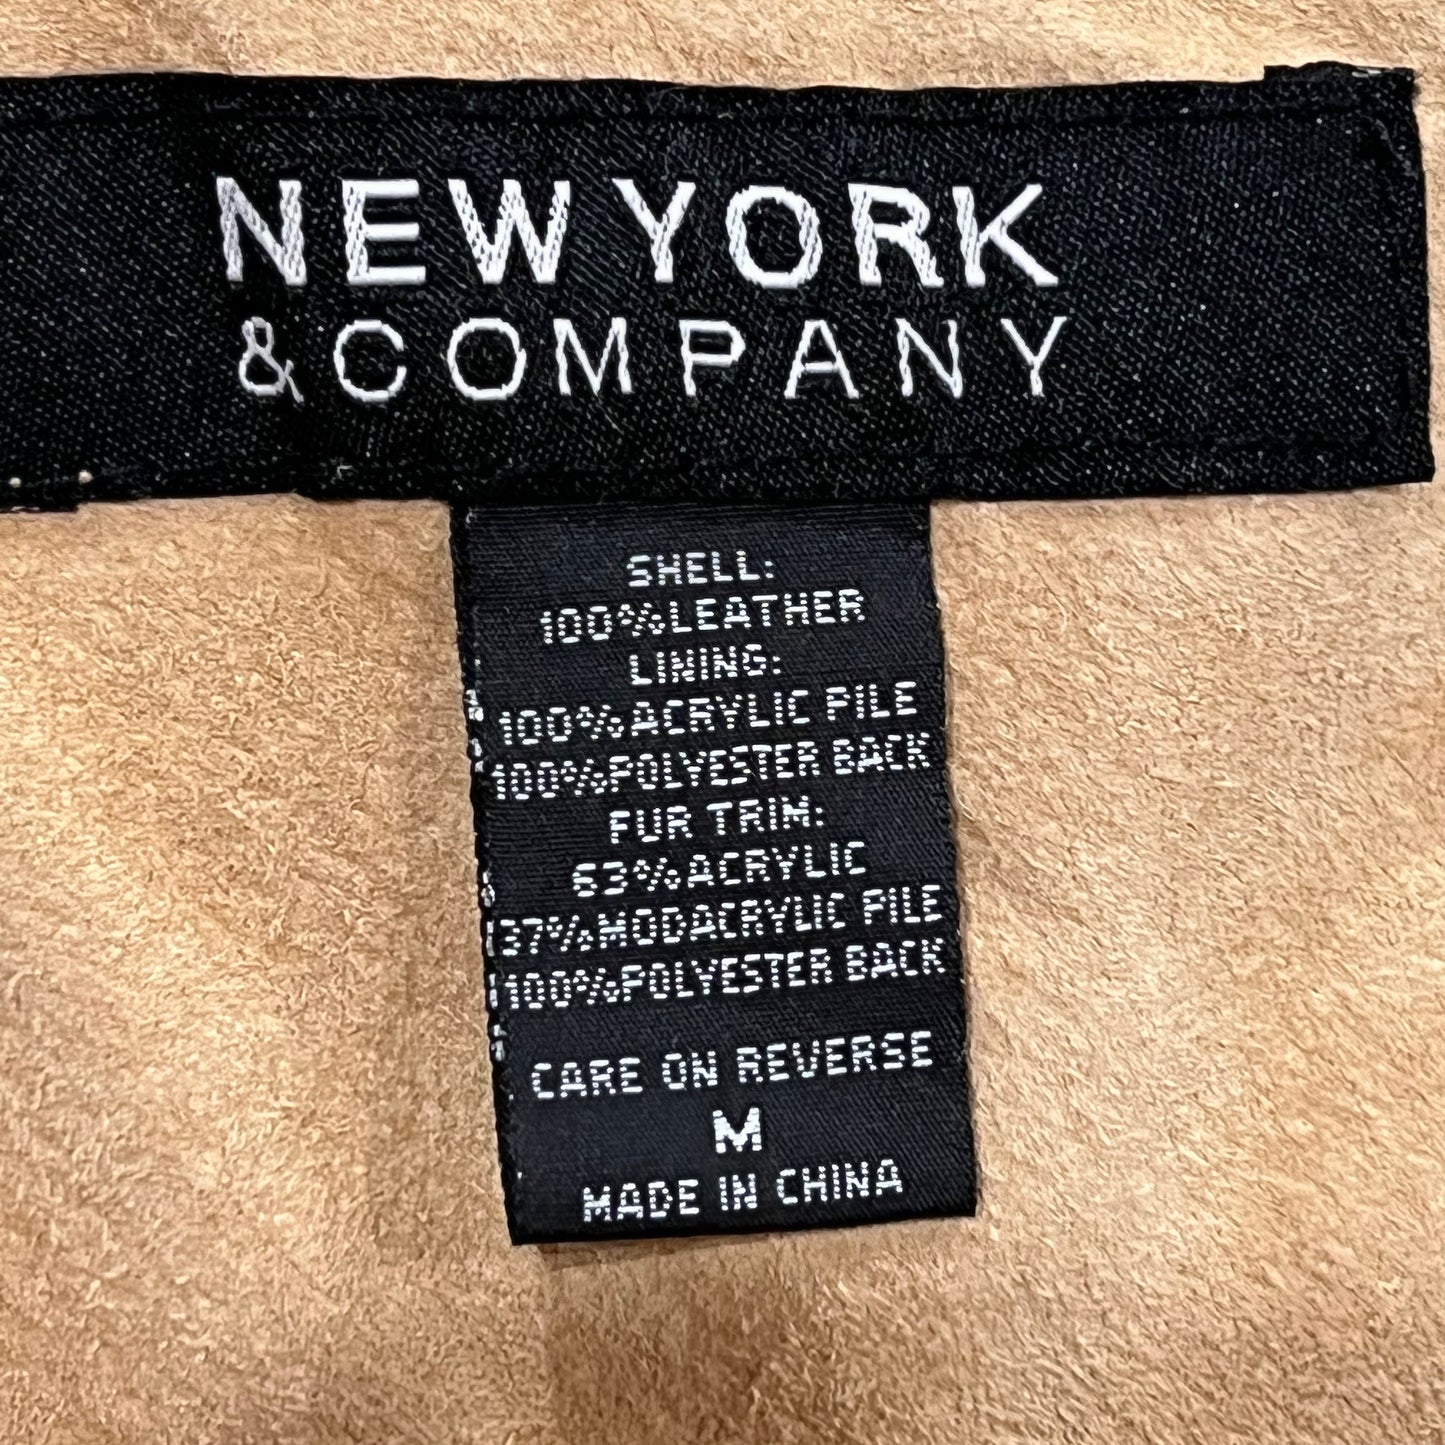 NEW YORK
& COMPANY
SHELL:
100%LEATHER
LINING:
100%ACRYLIC PILE
100%POLYESTER BACK
FUR TRIM:
63%ACRYLIC
37%MODACRYLIC PILE
100%POLYESTER BACK
CARE ON REVERSE
M
MADE IN CHINA